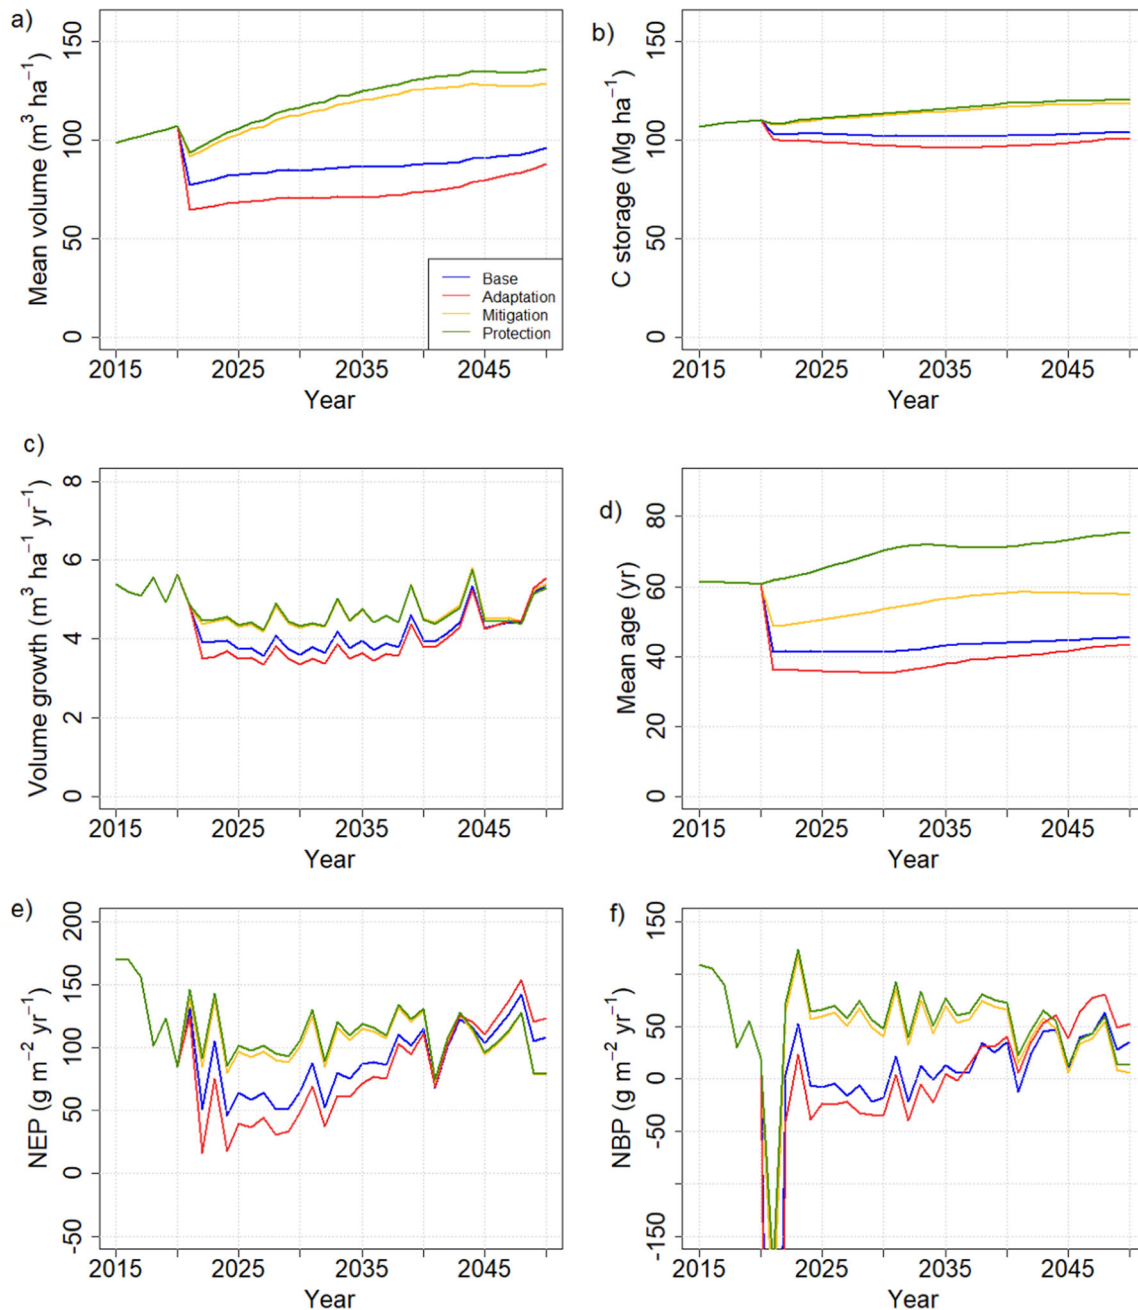 a)
Mean volume (m³ ha⁻¹)
150
100
50
0
Base
Adaptation
Mitigation
Protection
2015 2025 2035 2045
Year
b)
C storage (Mg ha⁻¹)
150
100
50
0
2015 2025 2035 2045
Year
c)
Volume growth (m³ ha⁻¹ yr⁻¹)
8
6
4
2
0
2015 2025 2035 2045
Year
d)
Mean age (yr)
80
60
40
20
0
2015 2025 2035 2045
Year
e)
NEP (g m⁻² yr⁻¹)
200
150
100
50
0
-50
2015 2025 2035 2045
Year
f)
NBP (g m⁻² yr⁻¹)
150
50
0
-50
-150
2015 2025 2035 2045
Year